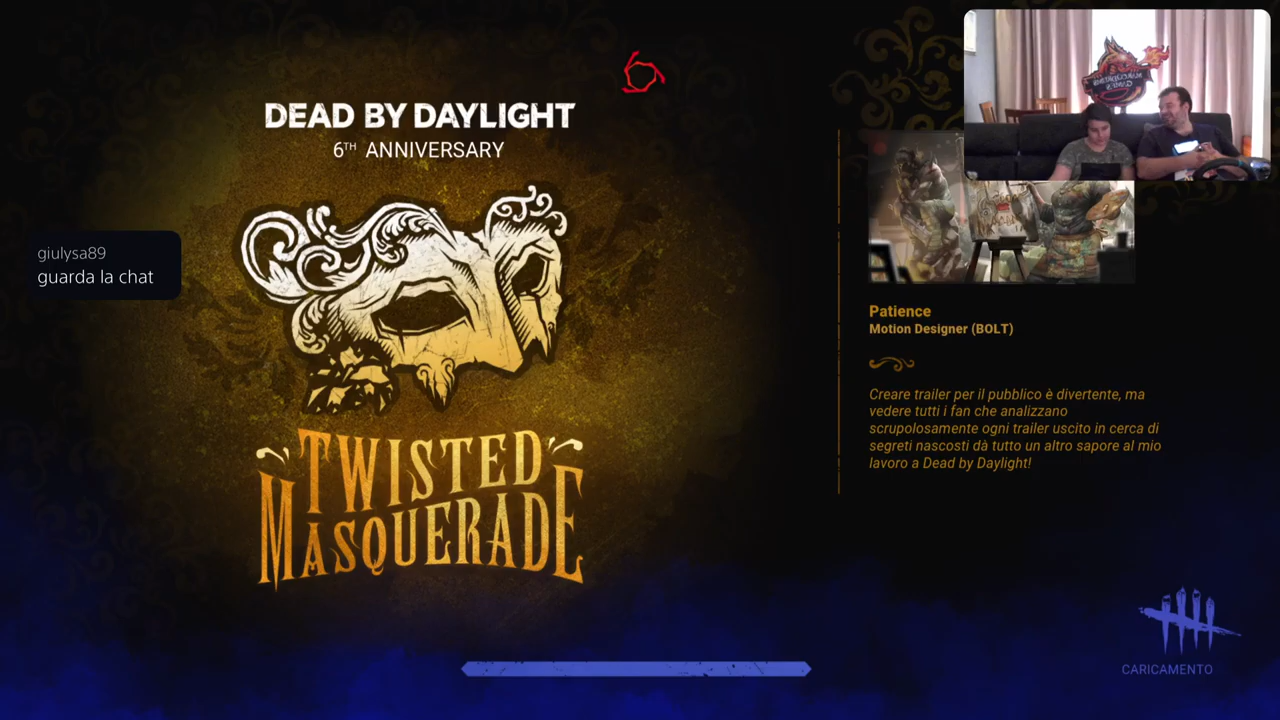 DEAD BY DAYLIGHT
6TH ANNIVERSARY
giulysa89
guarda la chat
TWISTED
MASQUERADE
Patience
Motion Designer (BOLT)
Creare trailer per il pubblico è divertente, ma
vedere tutti i fan che analizzano
scrupolosamente ogni trailer uscito in cerca di
segreti nascosti dà tutto un altro sapore al mio
lavoro a Dead by Daylight!
CARICAMENTO